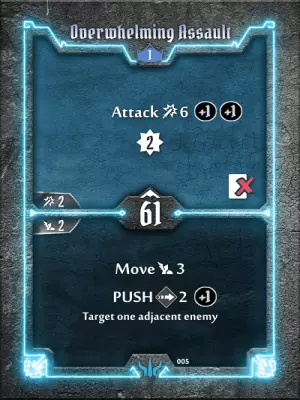 Overwhelming Assault
1
Attack 6 +1 +1
2
2
61
2
Move 3
PUSH 2 +1
Target one adjacent enemy
005